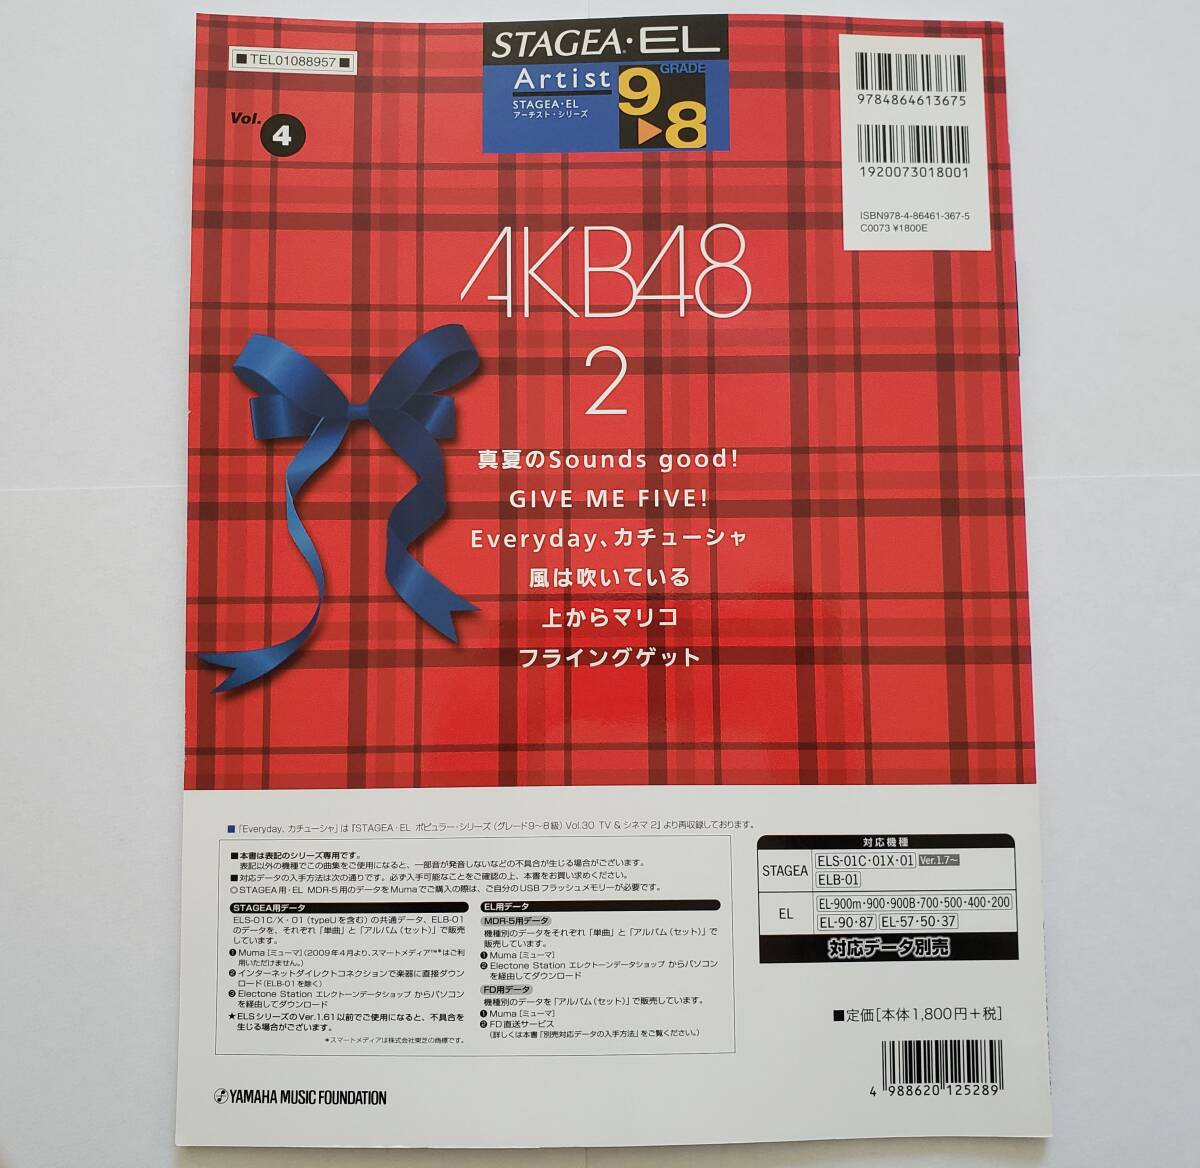 ■TEL01088957■
Vol. 4
STAGEA・EL
Artist
STAGEA・EL
アーチスト・シリーズ
GRADE
9▶8
9784864613675
1920073018001
ISBN978-4-86461-367-5
C0073 ¥1800E
AKB48
2
真夏のSounds good!
GIVE ME FIVE!
Everyday、カチューシャ
風は吹いている
上からマリコ
フライングゲット
■「Everyday、カチューシャ」は『STAGEA・EL ポピュラー・シリーズ(グレード9〜8級) Vol.30 TV & シネマ2』より再収録しております。
■本書は表記のシリーズ専用です。
表記以外の機種でこの曲集をご使用になると、一部音が発音しないなどの不具合が生じる場合がございます。
■対応データの入手方法は次の通りです。必ず入手可能なことをご確認の上、本書をお買い求めください。
◎STAGEA用・EL MDR-5用のデータをMumaでご購入の際は、ご自分のUSBフラッシュメモリーが必要です。
STAGEA用データ
ELS-01C/X・01(typeUを含む)の共通データ、ELB-01
のデータを、それぞれ「単曲」と「アルバム(セット)」で販売
しています。
❶Muma[ミューマ](2009年4月より、スマートメディア™*はご利
用いただけません。)
❷インターネットダイレクトコネクションで楽器に直接ダウン
ロード(ELB-01を除く)
❸Electone Station エレクトーンデータショップ からパソコン
を経由してダウンロード
★ELSシリーズのVer.1.61以前でご使用になると、不具合を
生じる場合がございます。
*スマートメディアは株式会社東芝の商標です。
EL用データ
MDR-5用データ
機種別のデータをそれぞれ「単曲」と「アルバム(セット)」で
販売しています。
❶Muma[ミューマ]
❷Electone Station エレクトーンデータショップ からパソコン
を経由してダウンロード
FD用データ
機種別のデータを「アルバム(セット)」で販売しています。
❶Muma[ミューマ]
❷FD直送サービス
(詳しくは本書「別売対応データの入手方法」をご覧ください。)
対応機種
STAGEA ELS-01C・01X・01 Ver.1.7〜
ELB-01
EL EL-900m・900・900B・700・500・400・200
EL-90・87 EL-57・50・37
対応データ別売
■定価[本体1,800円+税]
4 988620 125289
YAMAHA MUSIC FOUNDATION